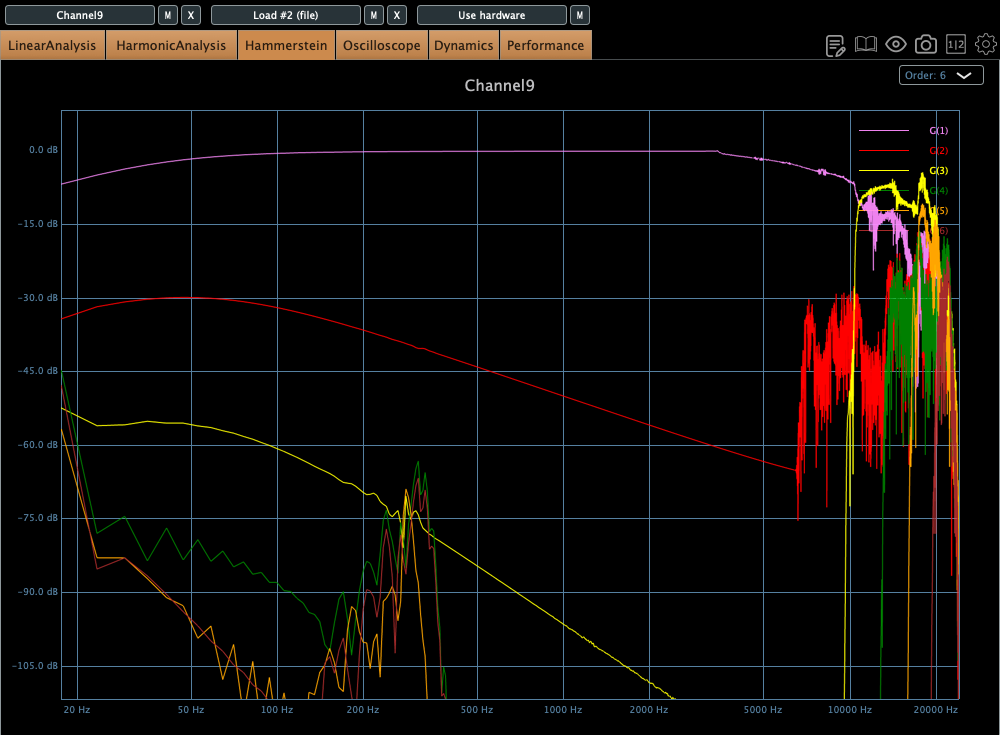 Channel9 M X Load #2 (file) M X Use hardware M
LinearAnalysis HarmonicAnalysis Hammerstein Oscilloscope Dynamics Performance
1|2
Order: 6
Channel9
G(1)
0.0 dB
G(2)
G(3)
G(4)
G(5)
-15.0 dB
-30.0 dB
-45.0 dB
-60.0 dB
-75.0 dB
-90.0 dB
-105.0 dB
20 Hz 50 Hz 100 Hz 200 Hz 500 Hz 1000 Hz 2000 Hz 5000 Hz 10000 Hz 20000 Hz